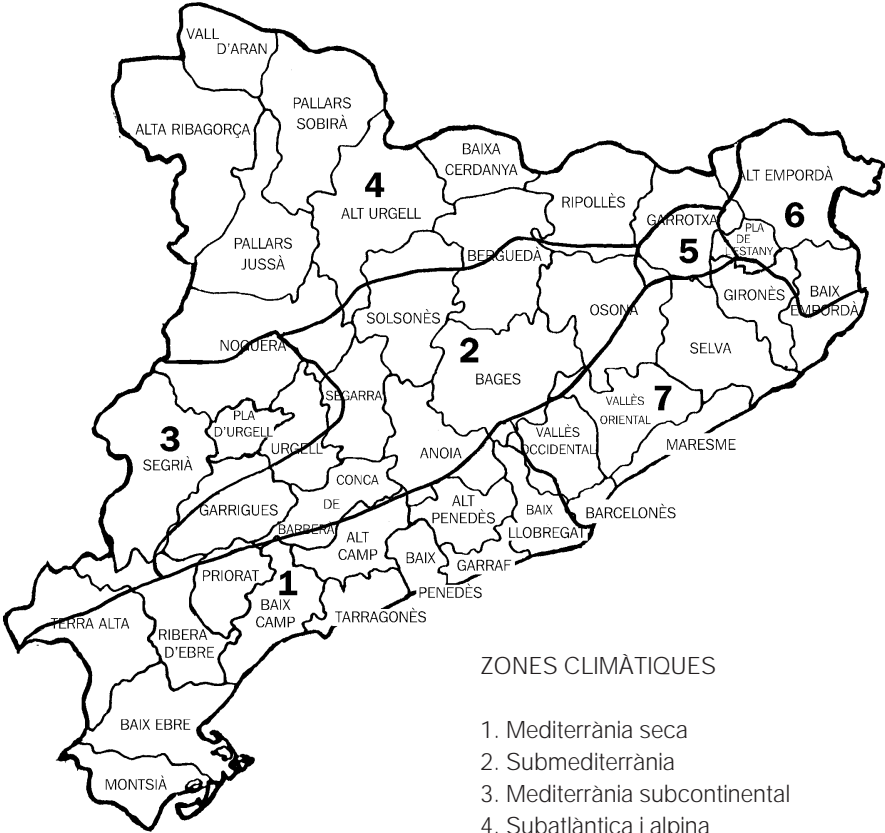 VALL
D'ARAN
PALLARS
SOBIRÀ
ALTA RIBAGORÇA
BAIXA
CERDANYA
4
ALT URGELL
RIPOLLÈS
GARROTXA
ALT EMPORDÀ
6
5
PLA
DE
L'ESTANY
PALLARS
JUSSÀ
BERGUEDÀ
GIRONÈS
BAIX
EMPORDÀ
OSONA
SOLSONÈS
NOGUERA
2
BAGES
SELVA
SEGARRA
7
VALLÈS
ORIENTAL
PLA
D'URGELL
3
SEGRIÀ
URGELL
ANOIA
VALLÈS
OCCIDENTAL
MARESME
CONCA
DE
BARBERÀ
GARRIGUES
ALT
PENEDÈS
BAIX
LLOBREGAT
BARCELONÈS
ALT
CAMP
BAIX
PENEDÈS
GARRAF
PRIORAT
1
BAIX
CAMP
TARRAGONÈS
TERRA ALTA
RIBERA
D'EBRE
BAIX EBRE
MONTSIÀ
ZONES CLIMÀTIQUES
1. Mediterrània seca
2. Submediterrània
3. Mediterrània subcontinental
4. Subatlàntica i alpina